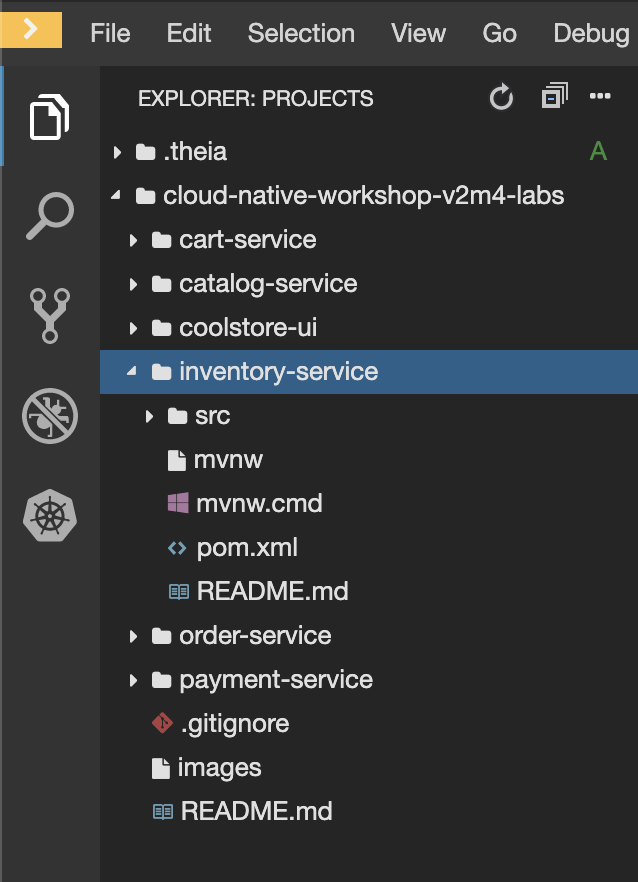 File Edit Selection View Go Debug
EXPLORER: PROJECTS
.theia A
cloud-native-workshop-v2m4-labs
cart-service
catalog-service
coolstore-ui
inventory-service
src
mvnw
mvnw.cmd
pom.xml
README.md
order-service
payment-service
.gitignore
images
README.md